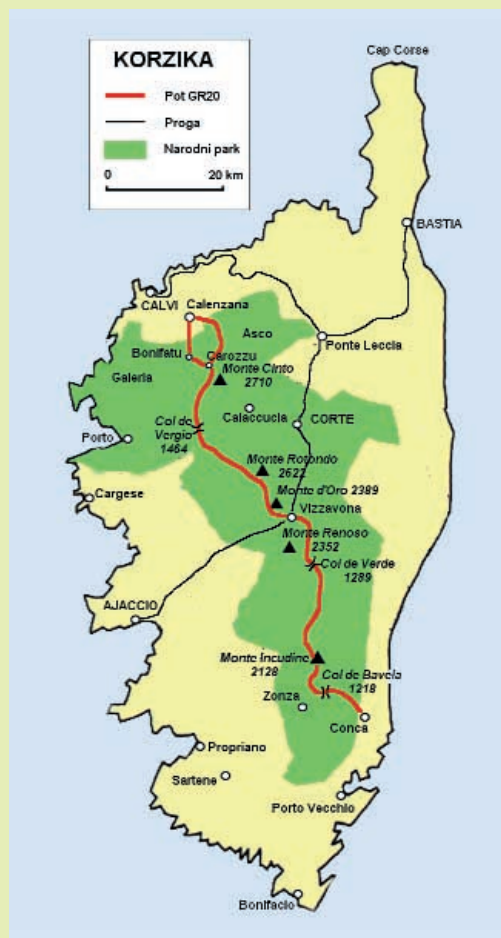 KORZIKA
Pot GR20
Proga
Narodni park
0 20 km
Cap Corse
BASTIA
CALVI
Calenzana
Asco
Ponte Leccia
Bonifatu
Carozzu
Galeria
Monte Cinto
2710
Calaccucia
CORTE
Col de
Vergio
1464
Porto
Monte Rotondo
2622
Cargese
Monte d'Oro 2389
Vizzavona
Monte Renoso
2352
Col de Verde
1289
AJACCIO
Monte Incudine
2128
Col de Bavela
1218
Zonza
Conca
Propriano
Sartene
Porto Vecchio
Bonifacio